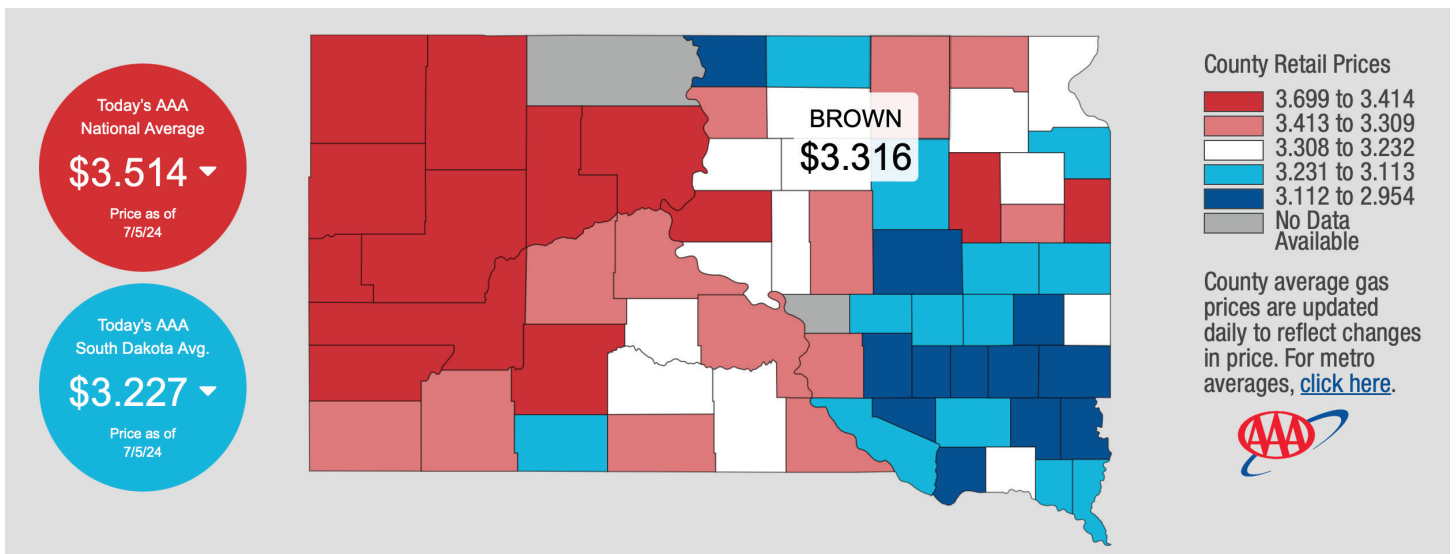 Today's AAA
National Average
$3.514
Price as of
7/5/24
Today's AAA
South Dakota Avg.
$3.227
Price as of
7/5/24
BROWN
$3.316
County Retail Prices
3.699 to 3.414
3.413 to 3.309
3.308 to 3.232
3.231 to 3.113
3.112 to 2.954
No Data
Available
County average gas
prices are updated
daily to reflect changes
in price. For metro
averages, click here.
AAA